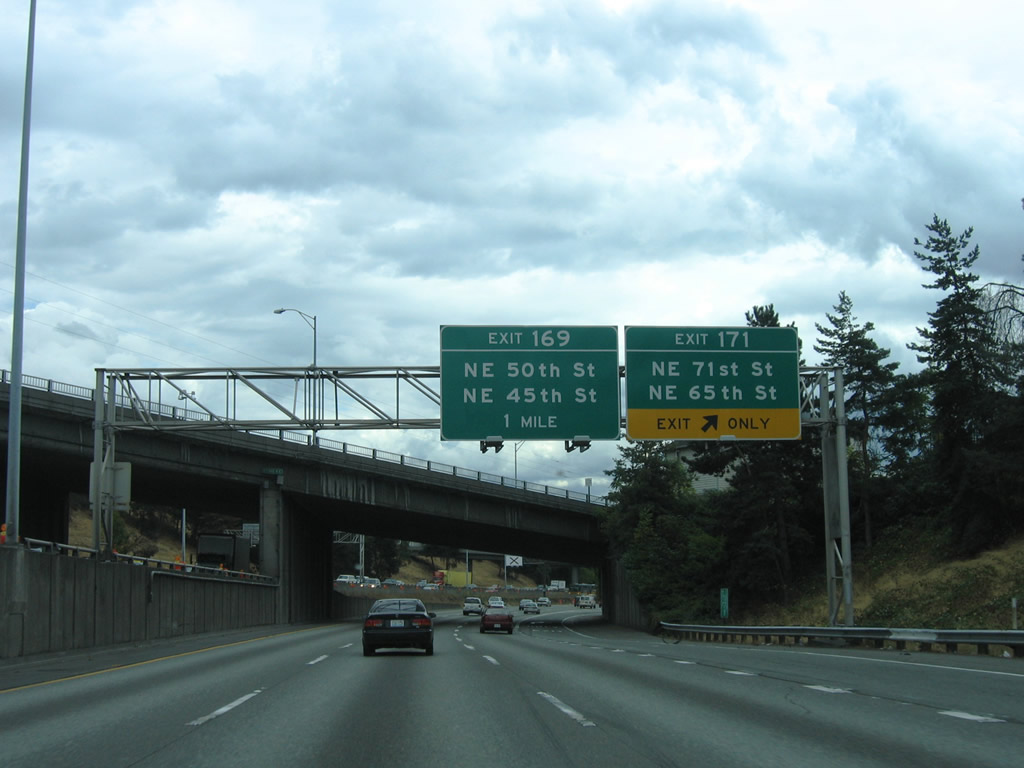 EXIT 169
NE 50th St
NE 45th St
1 MILE
EXIT 171
NE 71st St
NE 65th St
EXIT ONLY